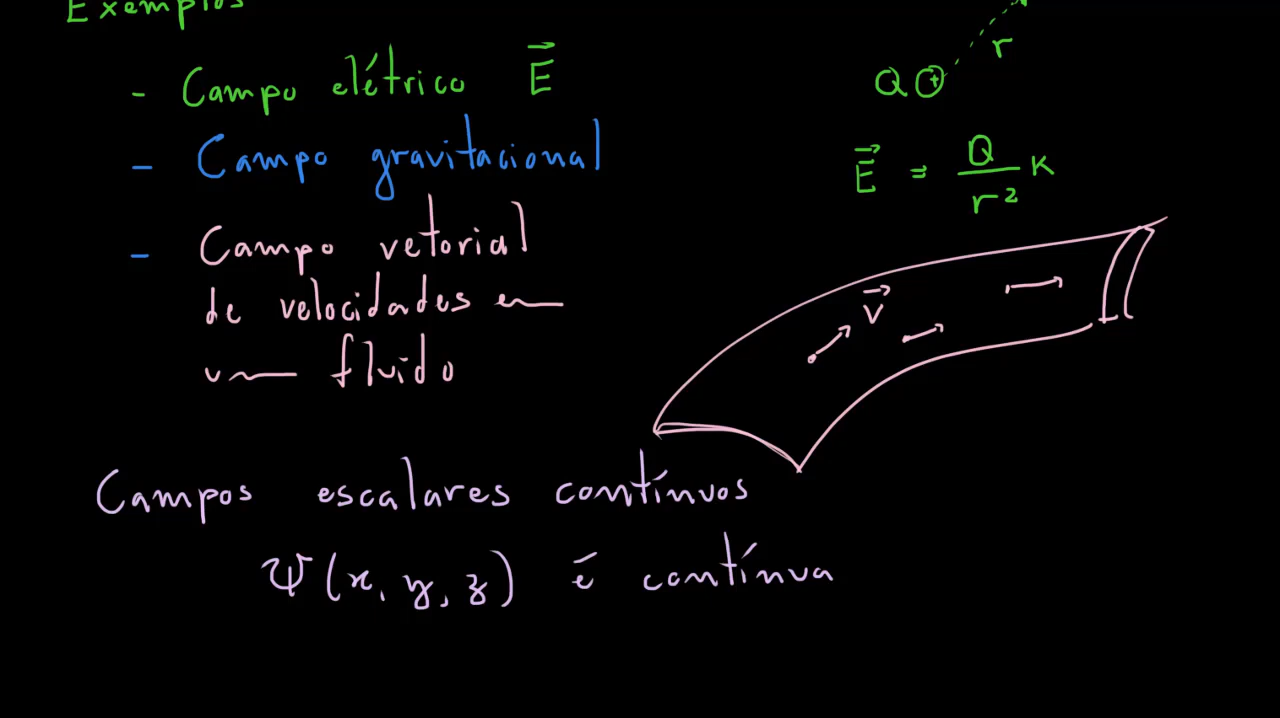 Exemplos
- Campo elétrico E⃗
Q + r
- Campo gravitacional
E⃗ = Q/r² K
- Campo vetorial
de velocidades em
um fluido
V⃗
Campos escalares contínuos
Ψ(x, y, z) é contínua